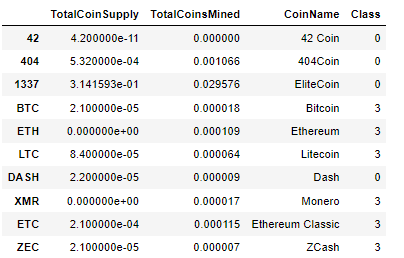 TotalCoinSupply TotalCoinsMined CoinName Class
42 4.200000e-11 0.000000 42 Coin 0
404 5.320000e-04 0.001066 404Coin 0
1337 3.141593e-01 0.029576 EliteCoin 0
BTC 2.100000e-05 0.000018 Bitcoin 3
ETH 0.000000e+00 0.000109 Ethereum 3
LTC 8.400000e-05 0.000064 Litecoin 3
DASH 2.200000e-05 0.000009 Dash 0
XMR 0.000000e+00 0.000017 Monero 3
ETC 2.100000e-04 0.000115 Ethereum Classic 3
ZEC 2.100000e-05 0.000007 ZCash 3